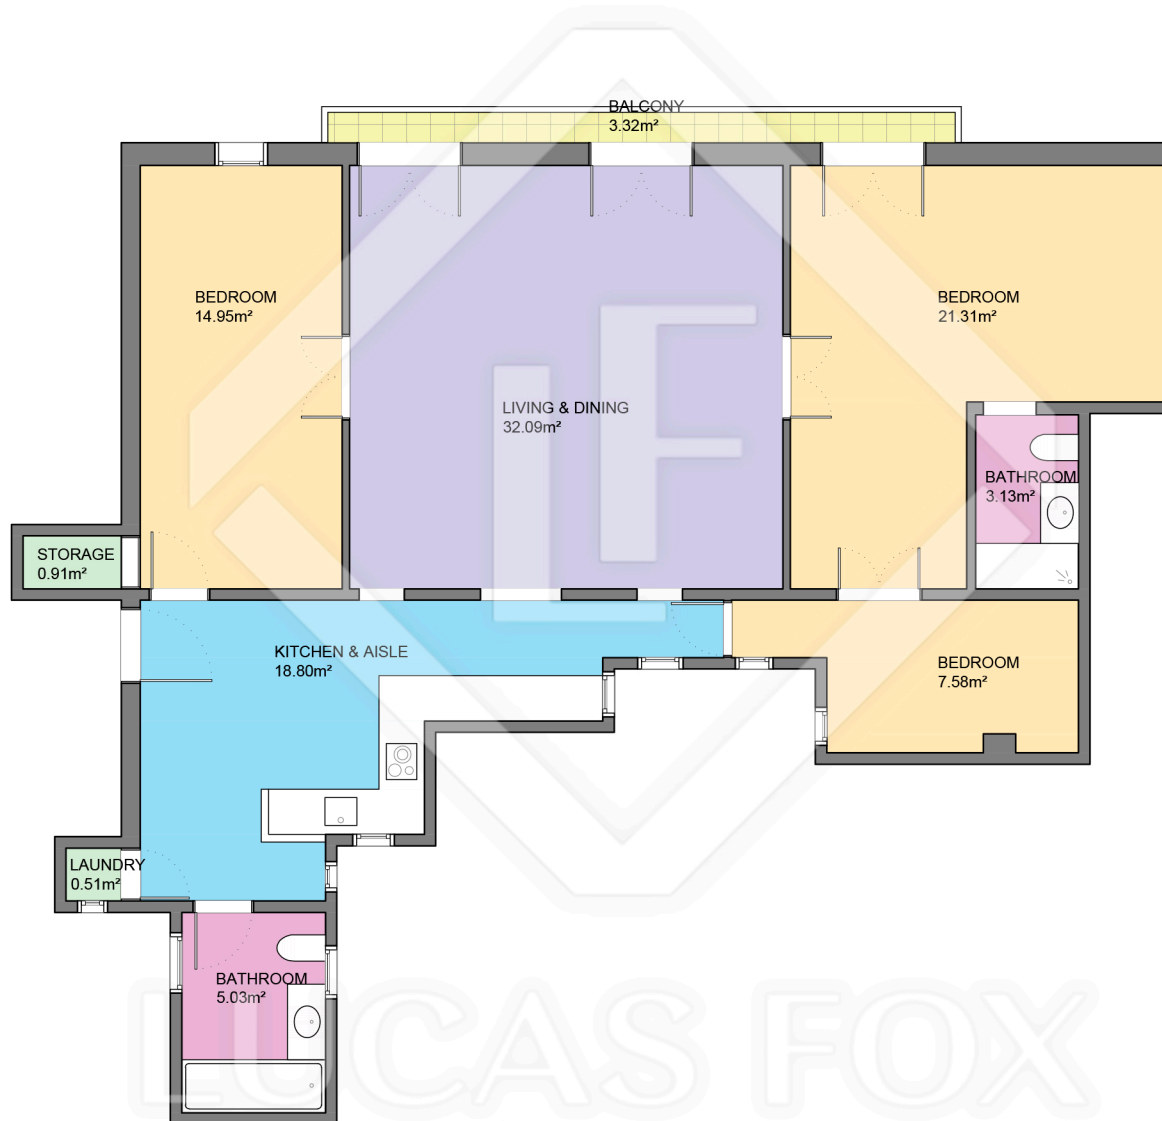 BALCONY
3.32m²
BEDROOM
14.95m²
BEDROOM
21.31m²
LIVING & DINING
32.09m²
BATHROOM
3.13m²
STORAGE
0.91m²
KITCHEN & AISLE
18.80m²
BEDROOM
7.58m²
LAUNDRY
0.51m²
BATHROOM
5.03m²
LF
LUCAS FOX